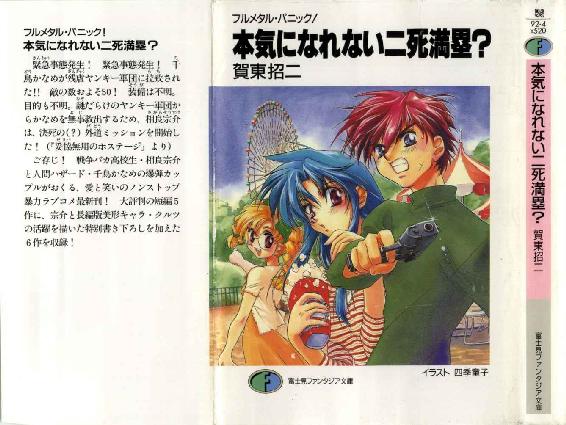 フルメタル・パニック!
本気になれない二死満塁?
緊急事態発生! 緊急事態発生! 千
鳥かなめが残虐ヤンキー軍団に拉致され
た!! 敵の数およそ50! 装備は不明。
目的も不明。謎だらけのヤンキー軍団か
らかなめを無事救出するため、相良宗介
は、決死の(?)外道ミッションを開始し
た!(『妥協無用のホステージ』より)
ご存じ! 戦争バカ高校生・相良宗介
と人間ハザード・千鳥かなめの爆弾カッ
プルがおくる、愛と笑いのノンストップ
暴力ラブコメ最新刊! 大評判の短編5
作に、宗介と長編版美形キャラ・クルツ
の活躍を描いた特別書き下ろしを加えた
6作を収録!
フルメタル・パニック!
本気になれない二死満塁?
賀東招二
イラスト 四季童子
富士見ファンタジア文庫
92-4
¥520
本気になれない二死満塁?
賀東招二
富士見ファンタジア文庫